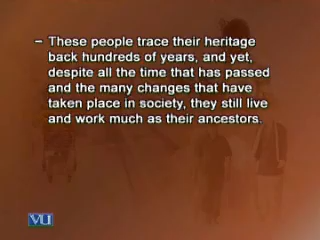 – These people trace their heritage
back hundreds of years, and yet,
despite all the time that has passed
and the many changes that have
taken place in society, they still live
and work much as their ancestors.
VU